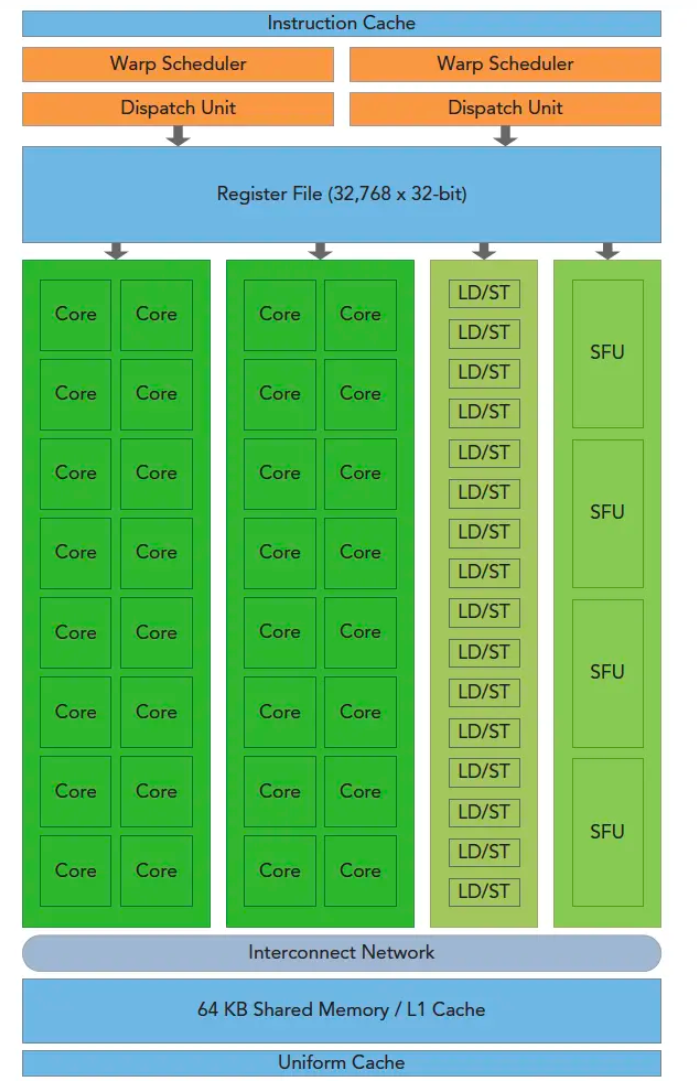 Instruction Cache
Warp Scheduler Warp Scheduler
Dispatch Unit Dispatch Unit
Register File (32,768 x 32-bit)
LD/ST
Core Core Core Core
LD/ST
SFU
LD/ST
Core Core Core Core
LD/ST
LD/ST
Core Core Core Core
LD/ST
SFU
LD/ST
Core Core Core Core
LD/ST
LD/ST
Core Core Core Core
LD/ST
SFU
LD/ST
Core Core Core Core
LD/ST
LD/ST
Core Core Core Core
LD/ST
SFU
LD/ST
Core Core Core Core
LD/ST
Interconnect Network
64 KB Shared Memory / L1 Cache
Uniform Cache